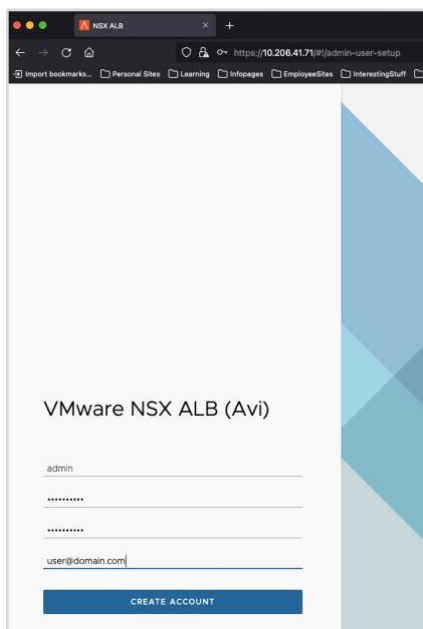 NSX ALB
https://10.206.41.71/#!/admin-user-setup
Import bookmarks... Personal Sites Learning Infopages EmployeeSites InterestingStuff
VMware NSX ALB (Avi)
admin
••••••••••
••••••••••
user@domain.com
CREATE ACCOUNT